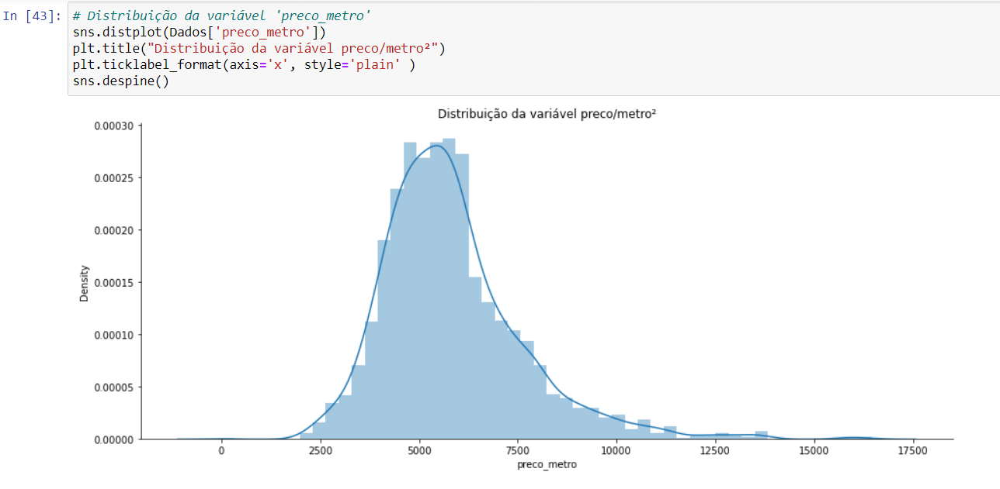 In [43]: # Distribuição da variável 'preco_metro'
sns.distplot(Dados['preco_metro'])
plt.title("Distribuição da variável preco/metro²")
plt.ticklabel_format(axis='x', style='plain' )
sns.despine()
Distribuição da variável preco/metro²
0.00030
0.00025
0.00020
0.00015
0.00010
0.00005
0.00000
Density
0 2500 5000 7500 10000 12500 15000 17500
preco_metro